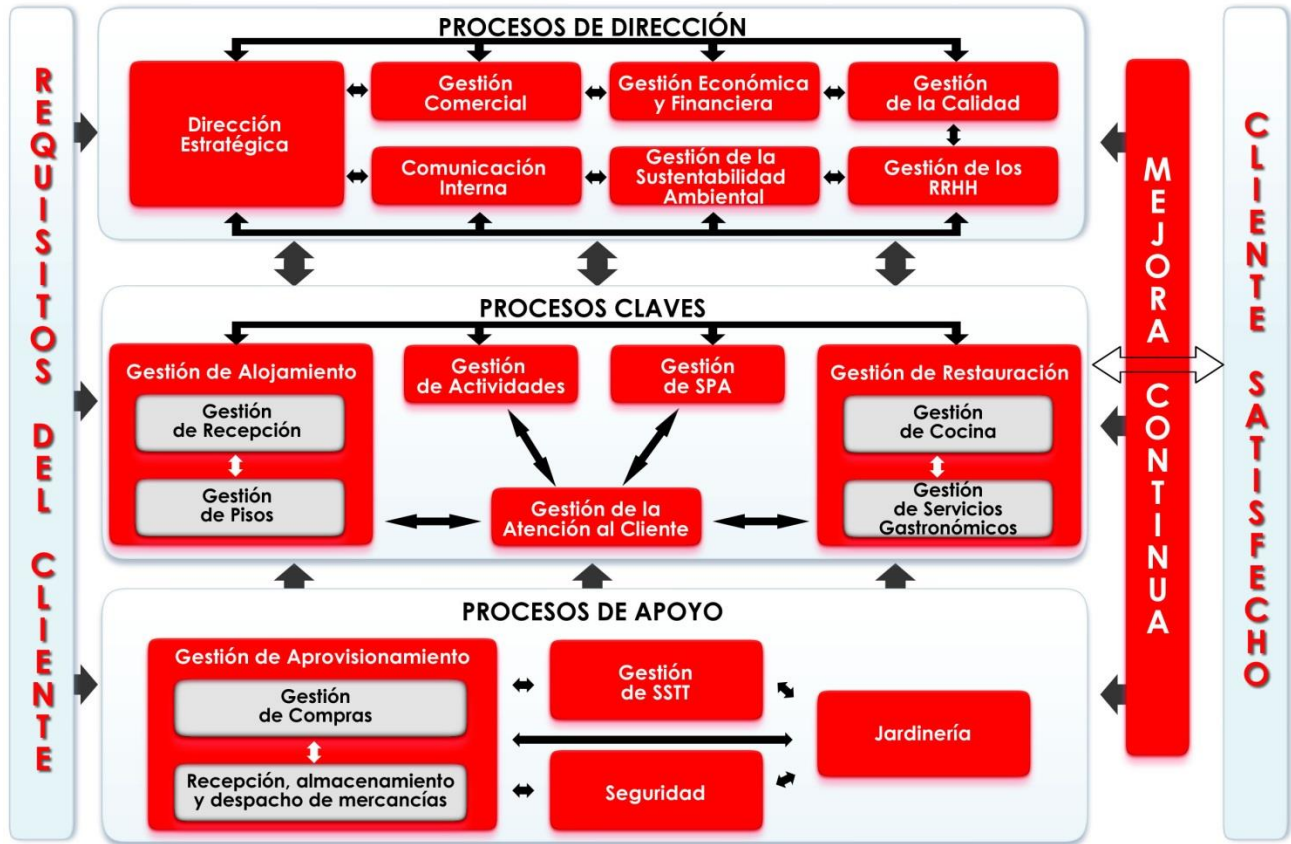 REQUISITOS DEL CLIENTE
PROCESOS DE DIRECCIÓN
Dirección
Estratégica
Gestión
Comercial
Gestión Económica
y Financiera
Gestión
de la Calidad
Comunicación
Interna
Gestión de la
Sustentabilidad
Ambiental
Gestión de los
RRHH
PROCESOS CLAVES
Gestión de Alojamiento
Gestión
de Recepción
Gestión
de Pisos
Gestión
de Actividades
Gestión
de SPA
Gestión de la
Atención al Cliente
Gestión de Restauración
Gestión
de Cocina
Gestión
de Servicios
Gastronómicos
PROCESOS DE APOYO
Gestión de Aprovisionamiento
Gestión
de Compras
Recepción, almacenamiento
y despacho de mercancías
Gestión
de SSTT
Seguridad
Jardinería
MEJORA CONTINUA
CLIENTE SATISFECHO